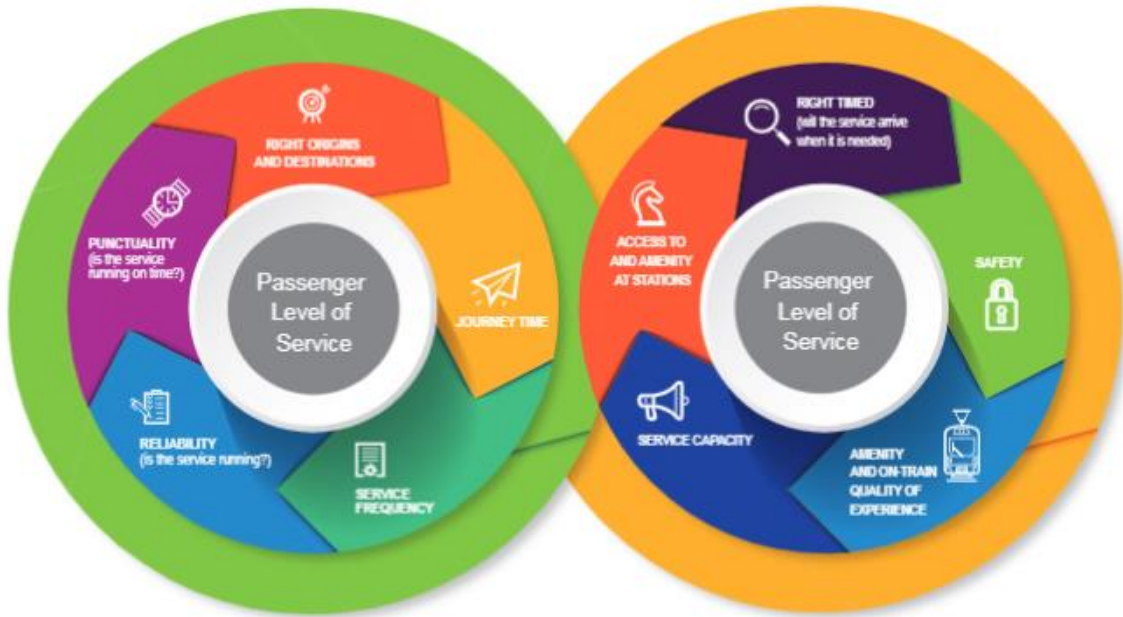 RIGHT ORIGINS
AND DESTINATIONS
JOURNEY TIME
SERVICE
FREQUENCY
RELIABILITY
(is the service running?)
PUNCTUALITY
(is the service
running on time?)
Passenger
Level of
Service
RIGHT TIMED
(will the service arrive
when it is needed)
SAFETY
AMENITY
AND ON-TRAIN
QUALITY OF
EXPERIENCE
SERVICE CAPACITY
ACCESS TO
AND AMENITY
AT STATIONS
Passenger
Level of
Service